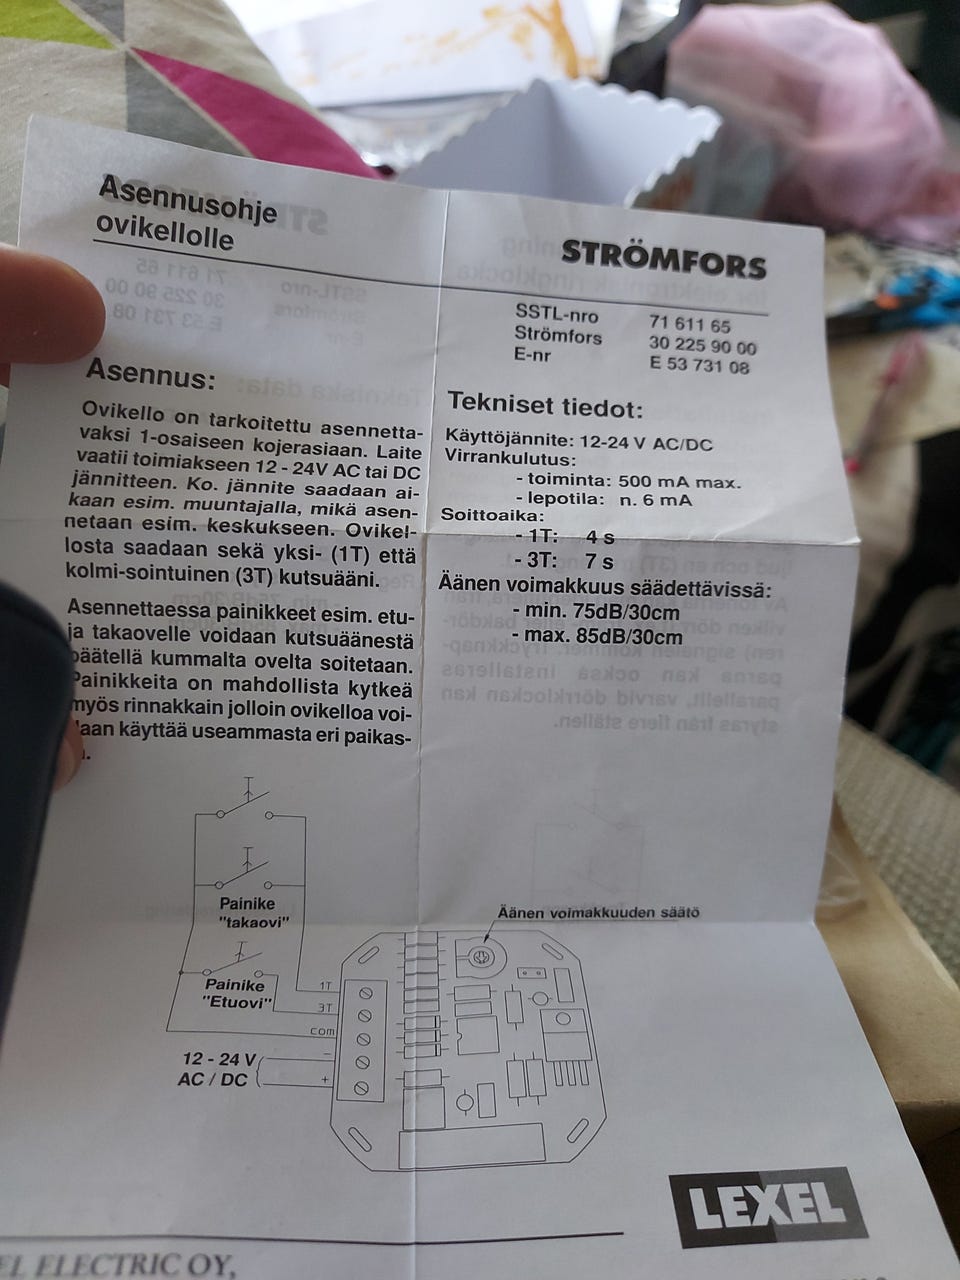 Asennusohje
ovikellolle
STRÖMFORS
SSTL-nro 71 611 65
Strömfors 30 225 90 00
E-nr E 53 731 08
Asennus:
Ovikello on tarkoitettu asennetta-
vaksi 1-osaiseen kojerasiaan. Laite
vaatii toimiakseen 12 - 24V AC tai DC
jännitteen. Ko. jännite saadaan ai-
kaan esim. muuntajalla, mikä asen-
netaan esim. keskukseen. Ovikel-
losta saadaan sekä yksi- (1T) että
kolmi-sointuinen (3T) kutsuääni.
Asennettaessa painikkeet esim. etu-
ja takaovelle voidaan kutsuäänestä
päätellä kummalta ovelta soitetaan.
Painikkeita on mahdollista kytkeä
myös rinnakkain jolloin ovikelloa voi-
daan käyttää useammasta eri paikas-
Tekniset tiedot:
Käyttöjännite: 12-24 V AC/DC
Virrankulutus:
- toiminta: 500 mA max.
- lepotila: n. 6 mA
Soittoaika:
- 1T: 4 s
- 3T: 7 s
Äänen voimakkuus säädettävissä:
- min. 75dB/30cm
- max. 85dB/30cm
Painike
"takaovi"
Äänen voimakkuuden säätö
Painike
"Etuovi"
1T
3T
COM
12 - 24 V
AC / DC
-
+
LEXEL
EL ELECTRIC OY,